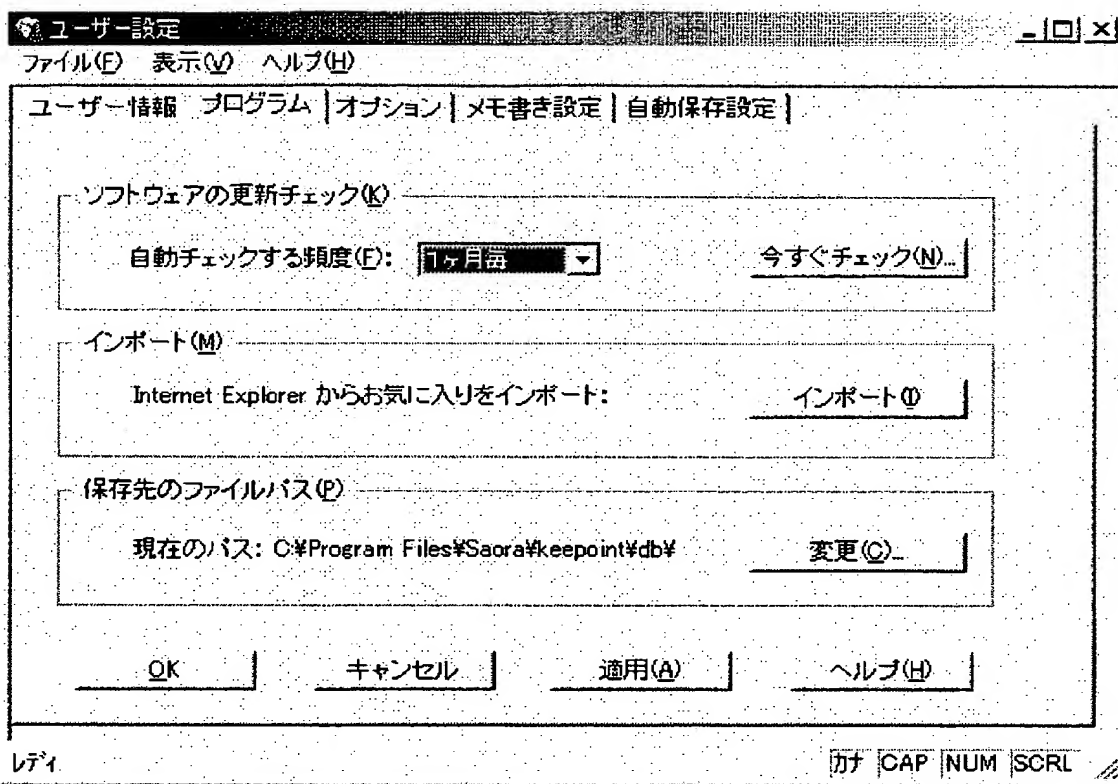 ユーザー設定
ファイル(F) 表示(V) ヘルプ(H)
ユーザー情報 プログラム オプション メモ書き設定 自動保存設定
ソフトウェアの更新チェック(K)
自動チェックする頻度(F): 1ヶ月毎 今すぐチェック(N)...
インポート(M)
Internet Explorer からお気に入りをインポート: インポート(I)
保存先のファイルパス(P)
現在のパス: C:¥Program Files¥Saora¥keepoint¥db¥ 変更(C)...
OK キャンセル 適用(A) ヘルプ(H)
レディ カナ CAP NUM SCRL